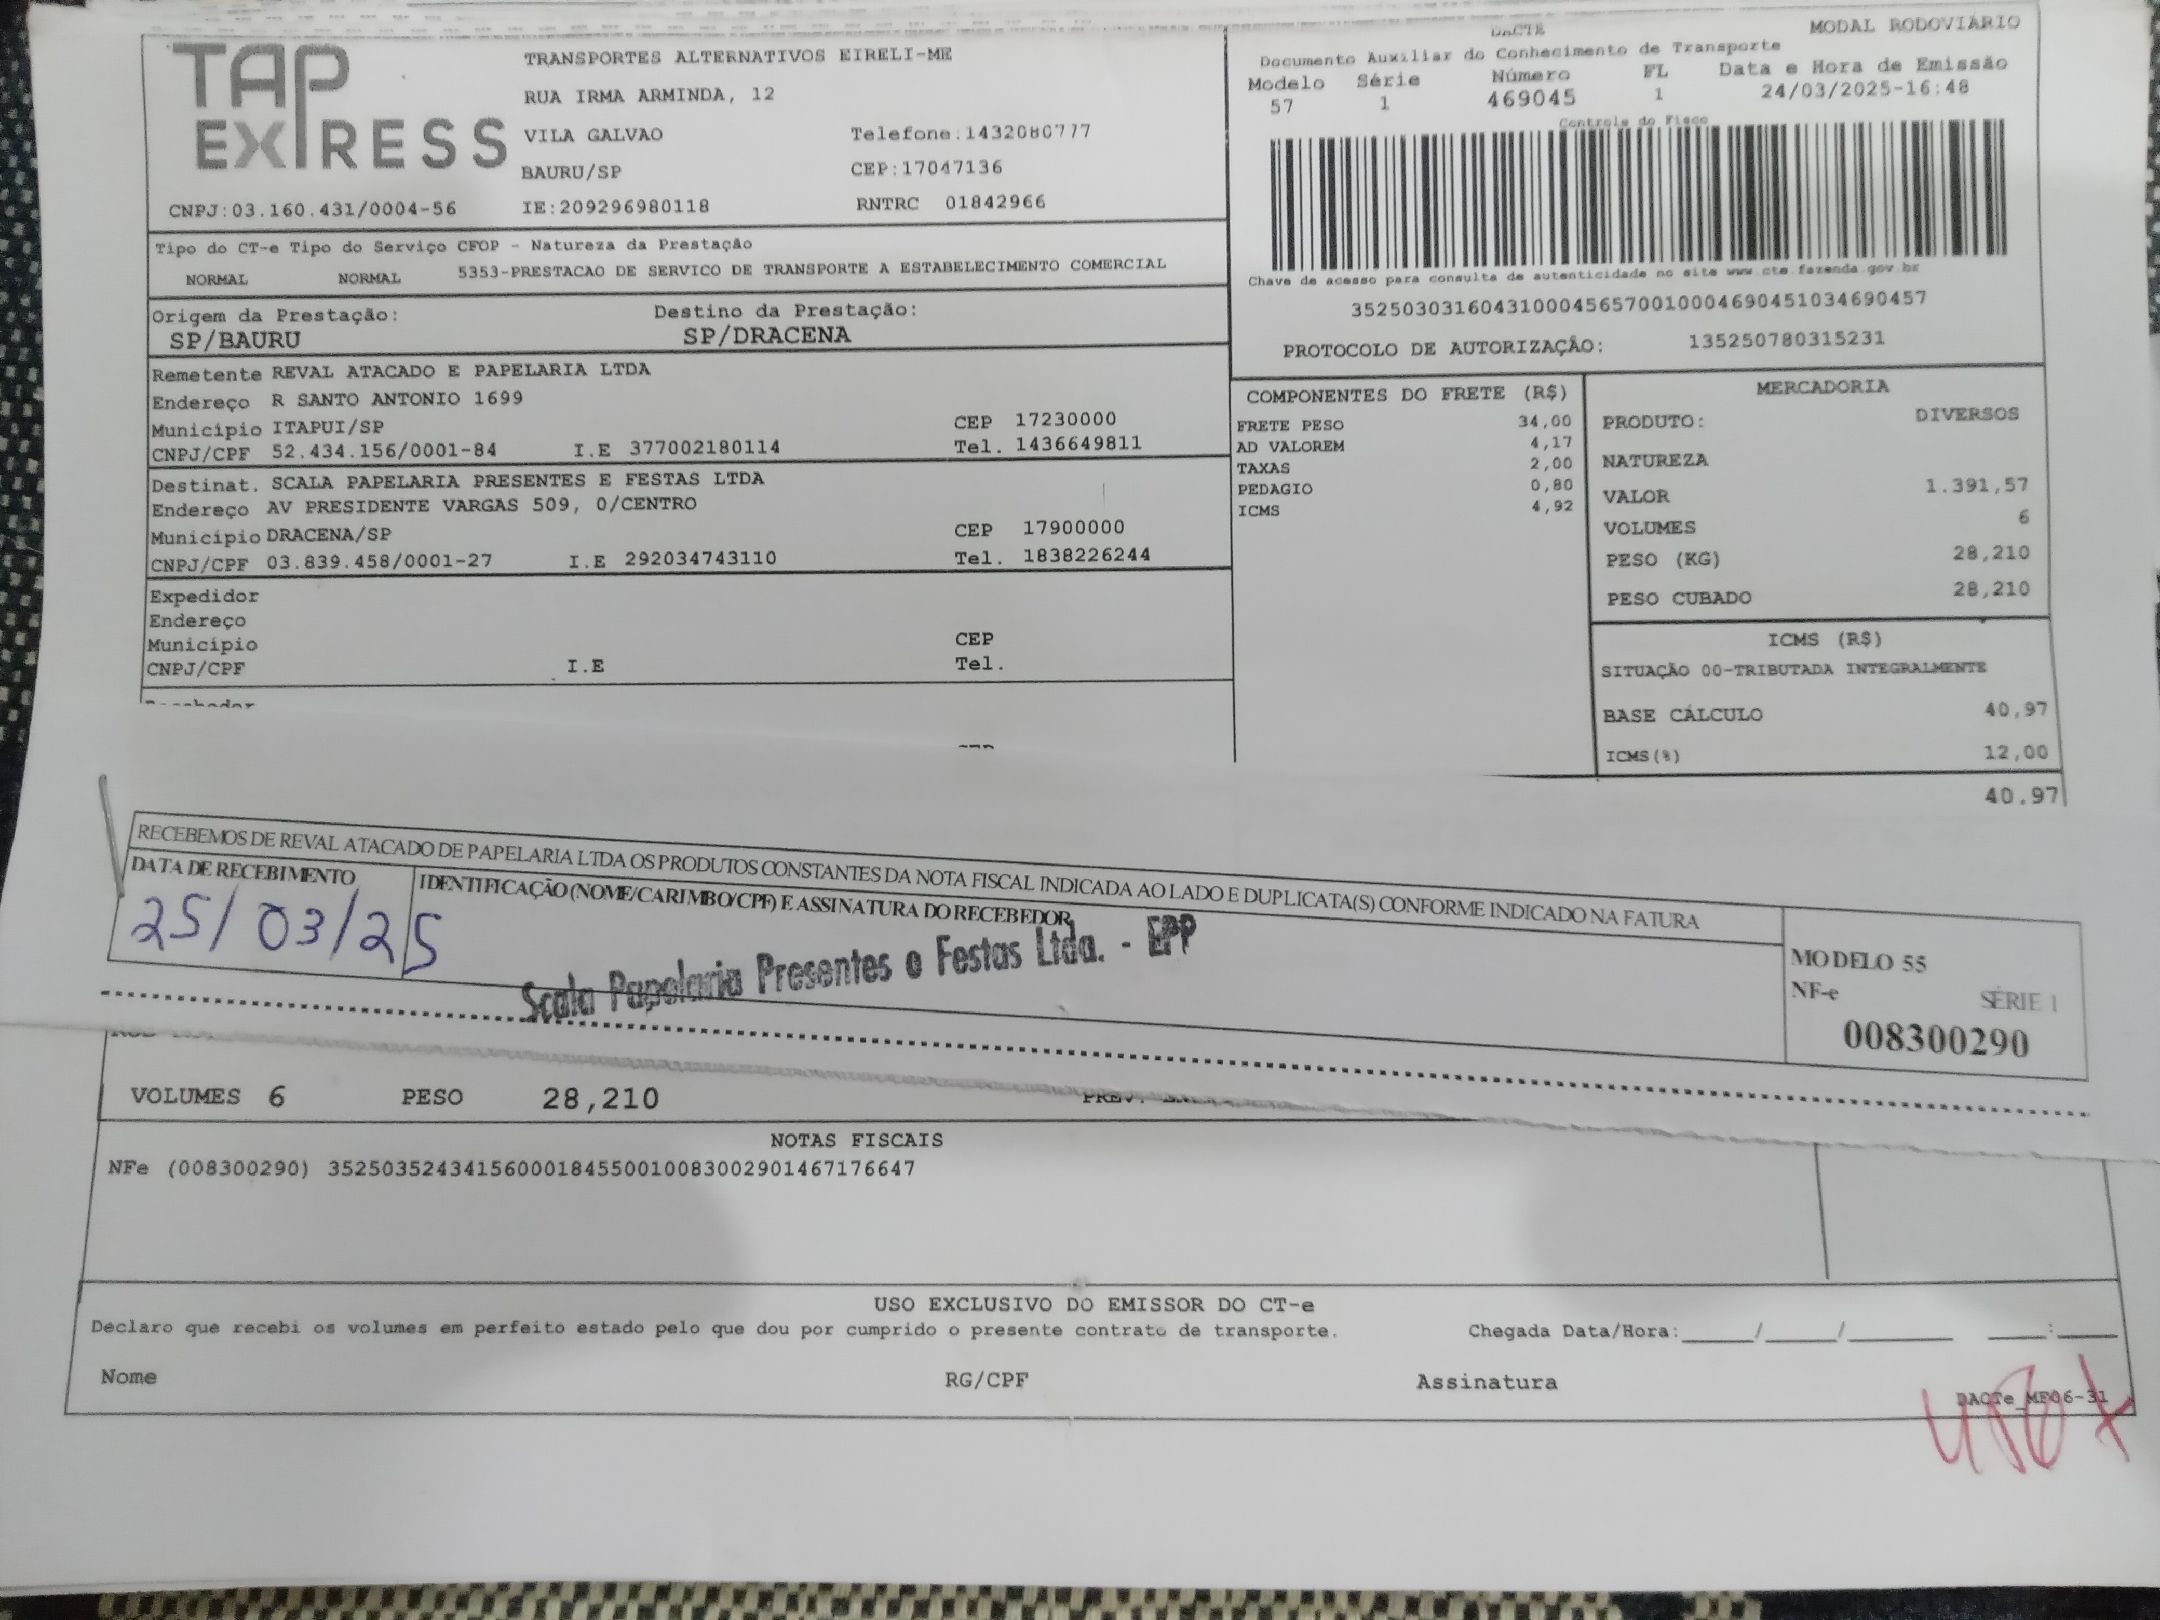 TAP EXPRESS
TRANSPORTES ALTERNATIVOS EIRELI-ME
RUA IRMA ARMINDA, 12
VILA GALVAO Telefone:1432080777
BAURU/SP CEP:17047136
CNPJ:03.160.431/0004-56 IE:209296980118 RNTRC 01842966
DACTE MODAL RODOVIÁRIO
Documento Auxiliar do Conhecimento de Transporte
Modelo Série Número FL Data e Hora de Emissão
57 1 469045 1 24/03/2025-16:48
Controle do Fisco
Chave de acesso para consulta de autenticidade no site www.cte.fazenda.gov.br
35250303160431000456570010004690451034690457
PROTOCOLO DE AUTORIZAÇÃO: 135250780315231
Tipo do CT-e Tipo do Serviço CFOP - Natureza da Prestação
NORMAL NORMAL 5353-PRESTACAO DE SERVICO DE TRANSPORTE A ESTABELECIMENTO COMERCIAL
Origem da Prestação: Destino da Prestação:
SP/BAURU SP/DRACENA
Remetente REVAL ATACADO E PAPELARIA LTDA
Endereço R SANTO ANTONIO 1699
Município ITAPUI/SP CEP 17230000
CNPJ/CPF 52.434.156/0001-84 I.E 377002180114 Tel. 1436649811
Destinat. SCALA PAPELARIA PRESENTES E FESTAS LTDA
Endereço AV PRESIDENTE VARGAS 509, 0/CENTRO
Município DRACENA/SP CEP 17900000
CNPJ/CPF 03.839.458/0001-27 I.E 292034743110 Tel. 1838226244
Expedidor
Endereço
Município CEP
CNPJ/CPF I.E Tel.
COMPONENTES DO FRETE (R$)
FRETE PESO 34,00
AD VALOREM 4,17
TAXAS 2,00
PEDAGIO 0,80
ICMS 4,92
MERCADORIA
PRODUTO: DIVERSOS
NATUREZA
VALOR 1.391,57
VOLUMES 6
PESO (KG) 28,210
PESO CUBADO 28,210
ICMS (R$)
SITUAÇÃO 00-TRIBUTADA INTEGRALMENTE
BASE CÁLCULO 40,97
ICMS(%) 12,00
40.97
RECEBEMOS DE REVAL ATACADO DE PAPELARIA LTDA OS PRODUTOS CONSTANTES DA NOTA FISCAL INDICADA AO LADO E DUPLICATA(S) CONFORME INDICADO NA FATURA
DATA DE RECEBIMENTO IDENTIFICAÇÃO (NOME/CARIMBO/CPF) E ASSINATURA DO RECEBEDOR
25/03/25
Scala Papelaria Presentes e Festas Ltda. - EPP
MODELO 55
NF-e SÉRIE 1
008300290
VOLUMES 6 PESO 28,210
NOTAS FISCAIS
NFe (008300290) 35250352434156000184550010083002901467176647
USO EXCLUSIVO DO EMISSOR DO CT-e
Declaro que recebi os volumes em perfeito estado pelo que dou por cumprido o presente contrato de transporte. Chegada Data/Hora:_____/_____/_______ ____:____
Nome RG/CPF Assinatura
DACTe_MF06-31